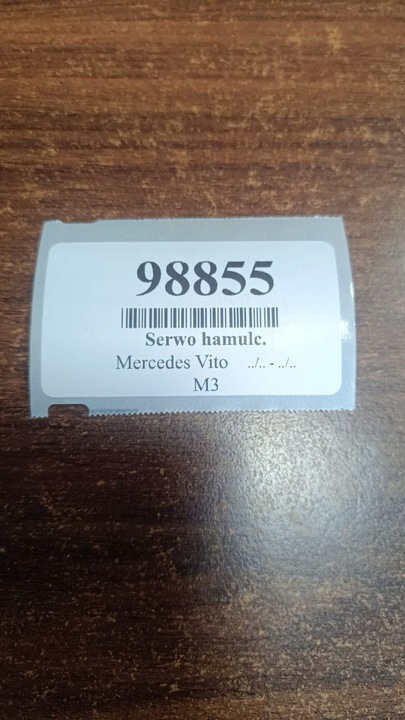 98855
Serwo hamulc.
Mercedes Vito ../.. - ../..
M3